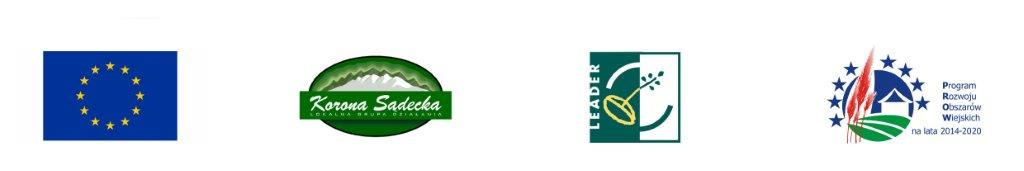 Korona Sadecka
LOKALNA GRUPA DZIAŁANIA
LEADER
Program
Rozwoju
Obszarów
Wiejskich
na lata 2014-2020